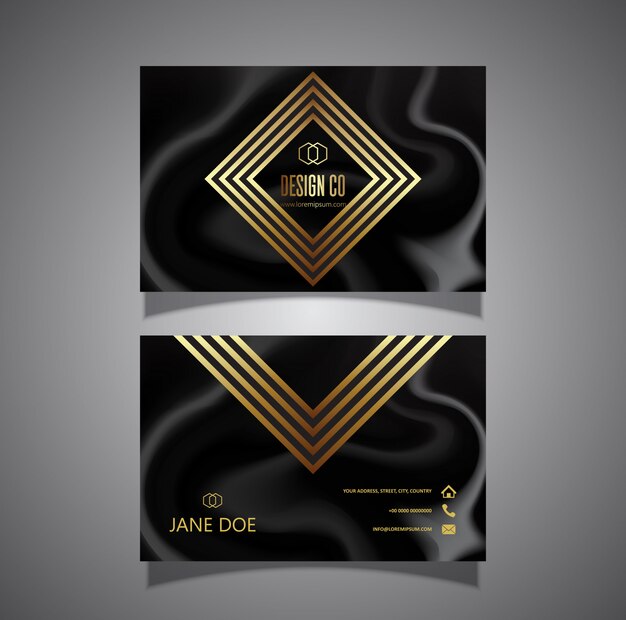 DESIGN CO
www.loremipsum.com
YOUR ADDRESS, STREET, CITY, COUNTRY
+00 0000 00000000
INFO@LOREMIPSUM.COM
JANE DOE